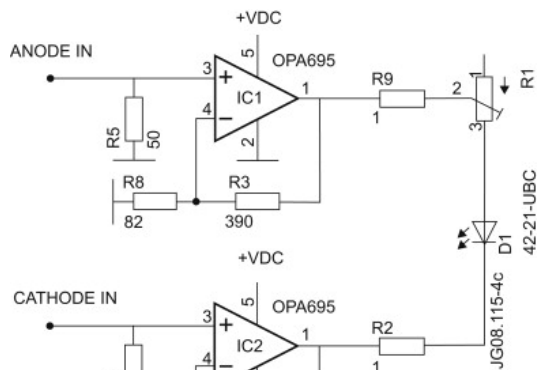 +VDC
ANODE IN
OPA695
5
3
+
IC1
1
4
−
2
R5
50
R8
82
R3
390
R9
1
2
1
3
R1
D1
42-21-UBC
JG08.115-4c
+VDC
CATHODE IN
OPA695
5
3
+
IC2
1
4
−
R2
1